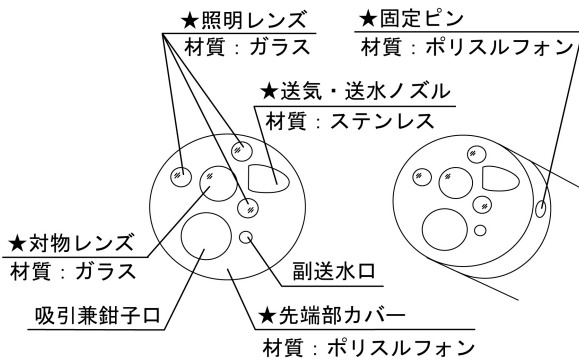 ★照明レンズ
材質：ガラス
★固定ピン
材質：ポリスルフォン
★送気・送水ノズル
材質：ステンレス
★対物レンズ
材質：ガラス
副送水口
吸引兼鉗子口
★先端部カバー
材質：ポリスルフォン